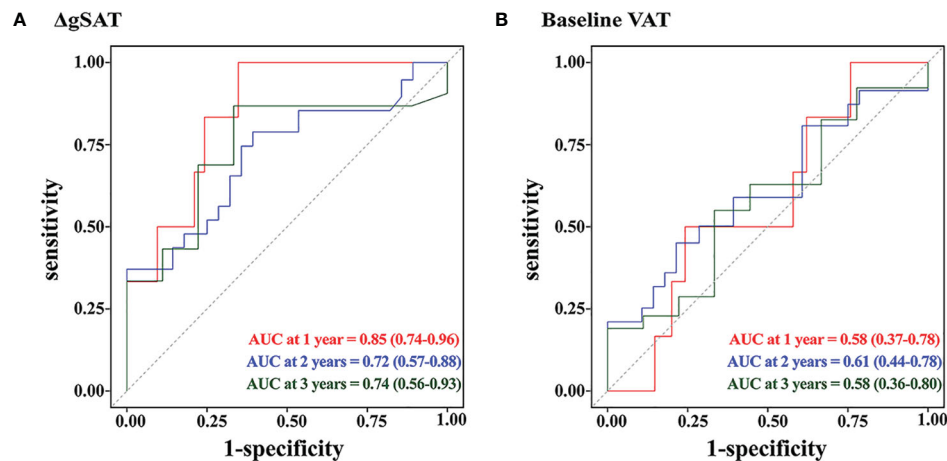 A ΔgSAT
sensitivity
1.00
0.75
0.50
0.25
0.00
AUC at 1 year = 0.85 (0.74-0.96)
AUC at 2 years = 0.72 (0.57-0.88)
AUC at 3 years = 0.74 (0.56-0.93)
0.00 0.25 0.50 0.75 1.00
1-specificity
B Baseline VAT
sensitivity
1.00
0.75
0.50
0.25
0.00
AUC at 1 year = 0.58 (0.37-0.78)
AUC at 2 years = 0.61 (0.44-0.78)
AUC at 3 years = 0.58 (0.36-0.80)
0.00 0.25 0.50 0.75 1.00
1-specificity